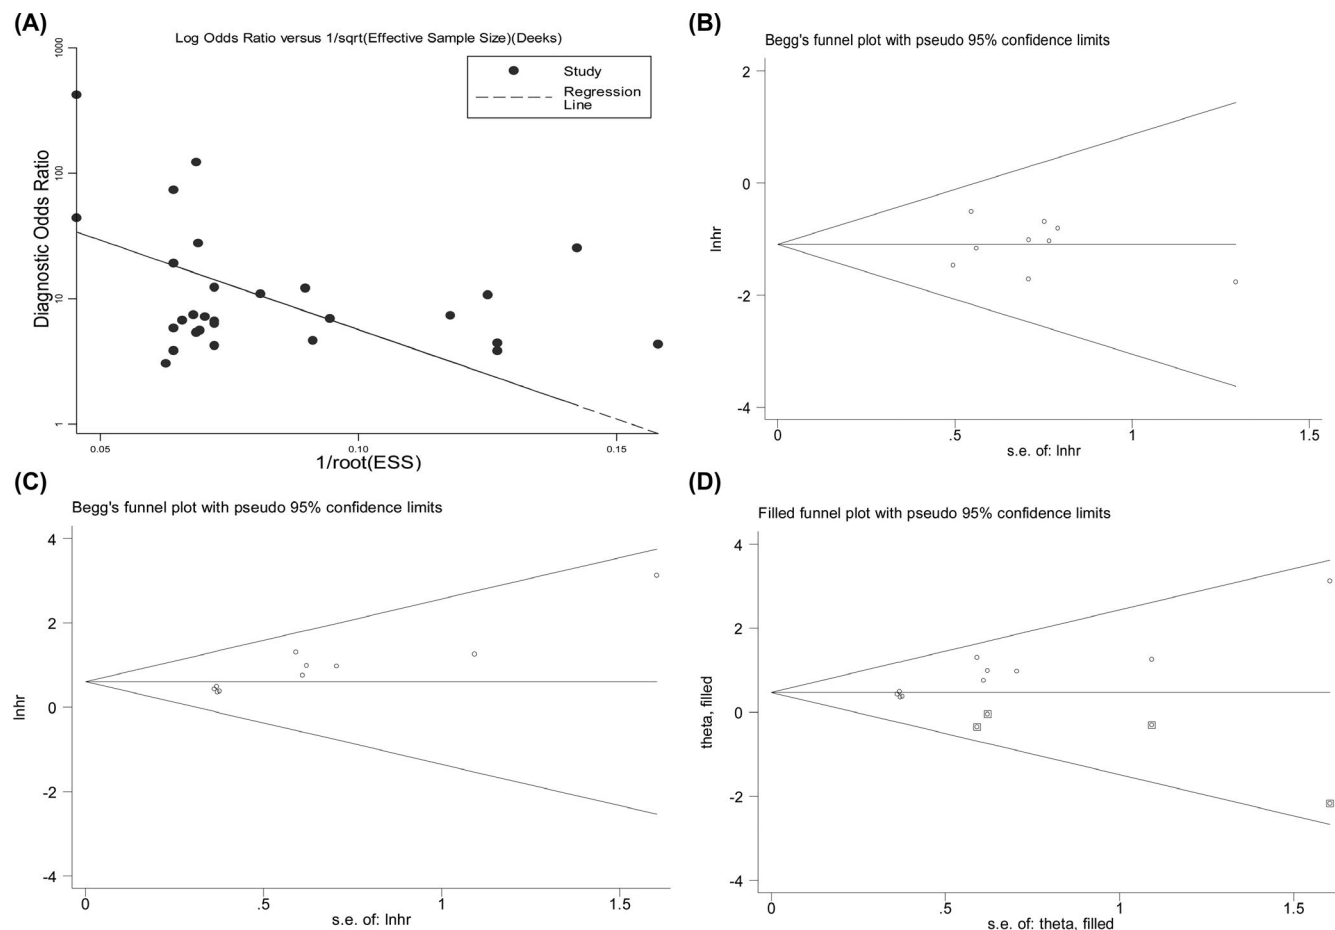 (A)
Log Odds Ratio versus 1/sqrt(Effective Sample Size)(Deeks)
Study
Regression
Line
Diagnostic Odds Ratio
1000
100
10
1
0.05
0.10
0.15
1/root(ESS)
(B)
Begg's funnel plot with pseudo 95% confidence limits
lnhr
2
0
-2
-4
0
.5
1
1.5
s.e. of: lnhr
(C)
Begg's funnel plot with pseudo 95% confidence limits
lnhr
4
2
0
-2
-4
0
.5
1
1.5
s.e. of: lnhr
(D)
Filled funnel plot with pseudo 95% confidence limits
theta, filled
4
2
0
-2
-4
0
.5
1
1.5
s.e. of: theta, filled